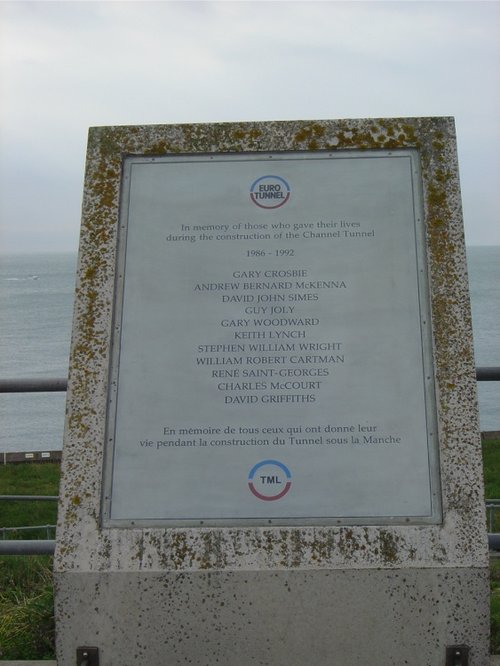 EURO
TUNNEL
In memory of those who gave their lives
during the construction of the Channel Tunnel
1986 - 1992
GARY CROSBIE
ANDREW BERNARD McKENNA
DAVID JOHN SIMES
GUY JOLY
GARY WOODWARD
KEITH LYNCH
STEPHEN WILLIAM WRIGHT
WILLIAM ROBERT CARTMAN
RENÉ SAINT-GEORGES
CHARLES McCOURT
DAVID GRIFFITHS
En mémoire de tous ceux qui ont donne leur
vie pendant la construction du Tunnel sous la Manche
TML